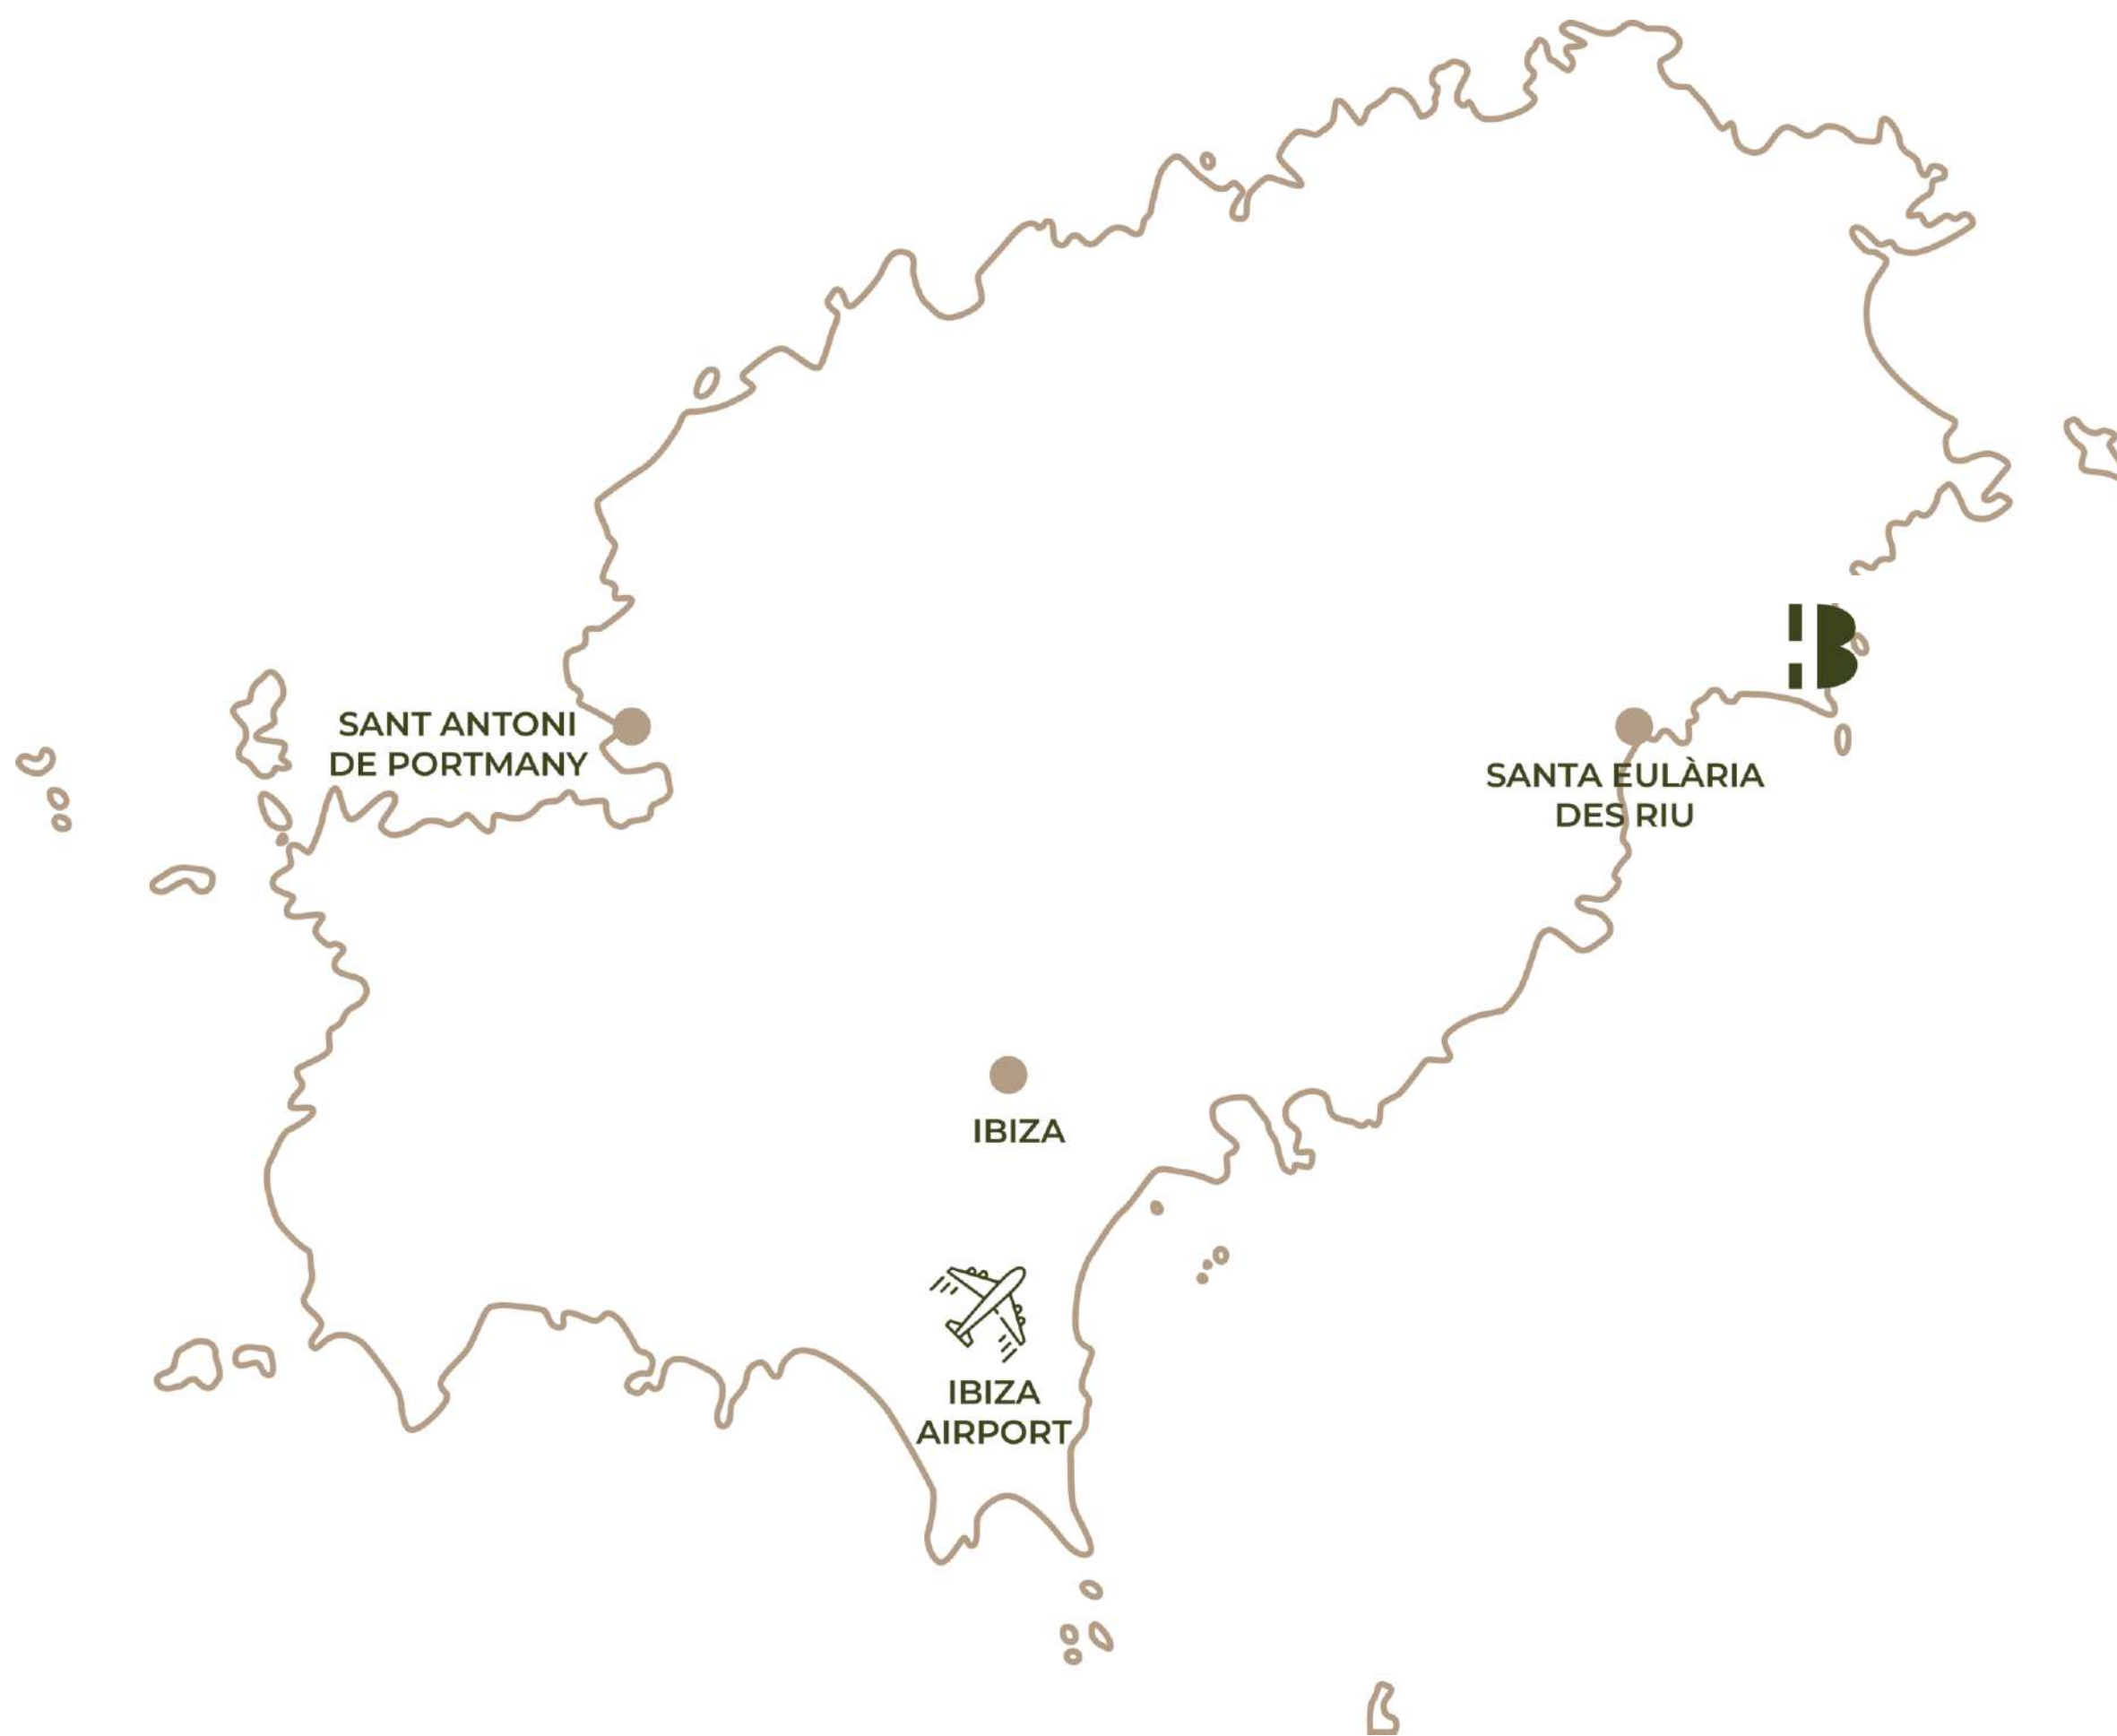 SANT ANTONI
DE PORTMANY
B
SANTA EULÀRIA
DES RIU
IBIZA
IBIZA
AIRPORT